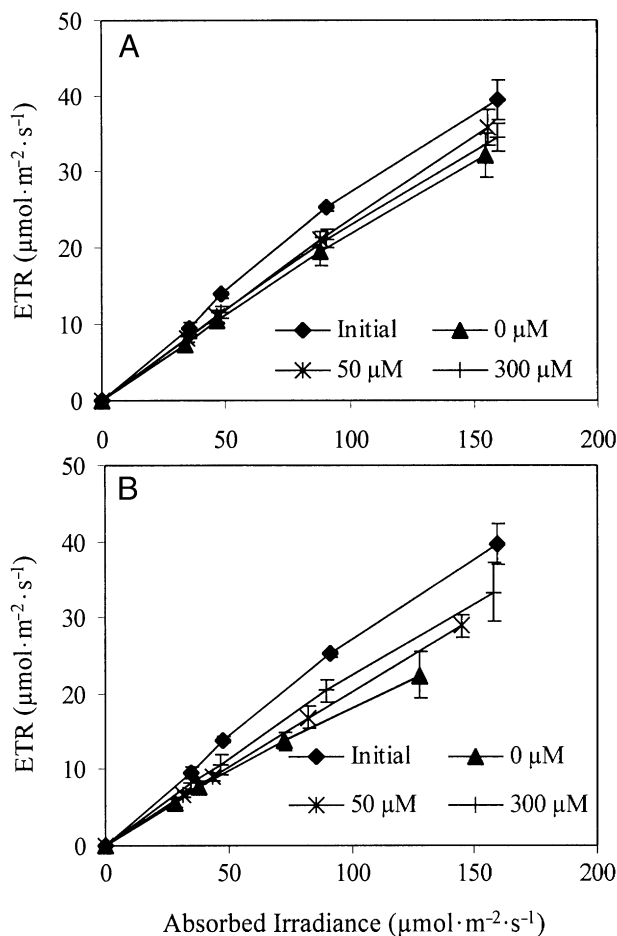 50
A
40
30
20
10
0
ETR (μmol·m⁻²·s⁻¹)
Initial
0 μM
50 μM
300 μM
0 50 100 150 200
50
B
40
30
20
10
0
ETR (μmol·m⁻²·s⁻¹)
Initial
0 μM
50 μM
300 μM
0 50 100 150 200
Absorbed Irradiance (μmol·m⁻²·s⁻¹)